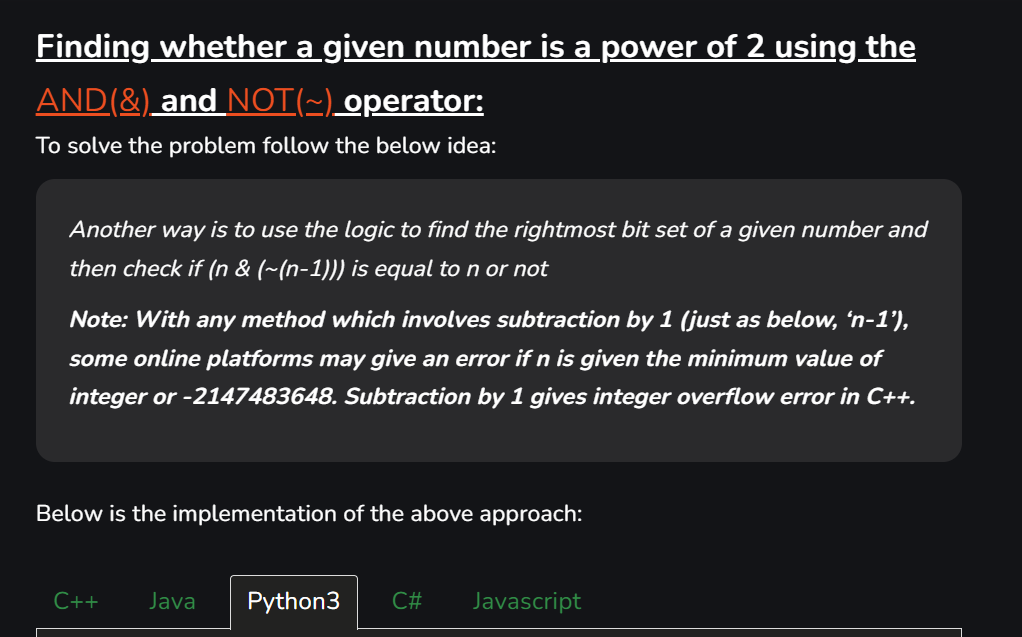 Finding whether a given number is a power of 2 using the
AND(&) and NOT(~) operator:
To solve the problem follow the below idea:
Another way is to use the logic to find the rightmost bit set of a given number and
then check if (n & (~(n-1))) is equal to n or not
Note: With any method which involves subtraction by 1 (just as below, ‘n-1’),
some online platforms may give an error if n is given the minimum value of
integer or -2147483648. Subtraction by 1 gives integer overflow error in C++.
Below is the implementation of the above approach:
C++ Java Python3 C# Javascript